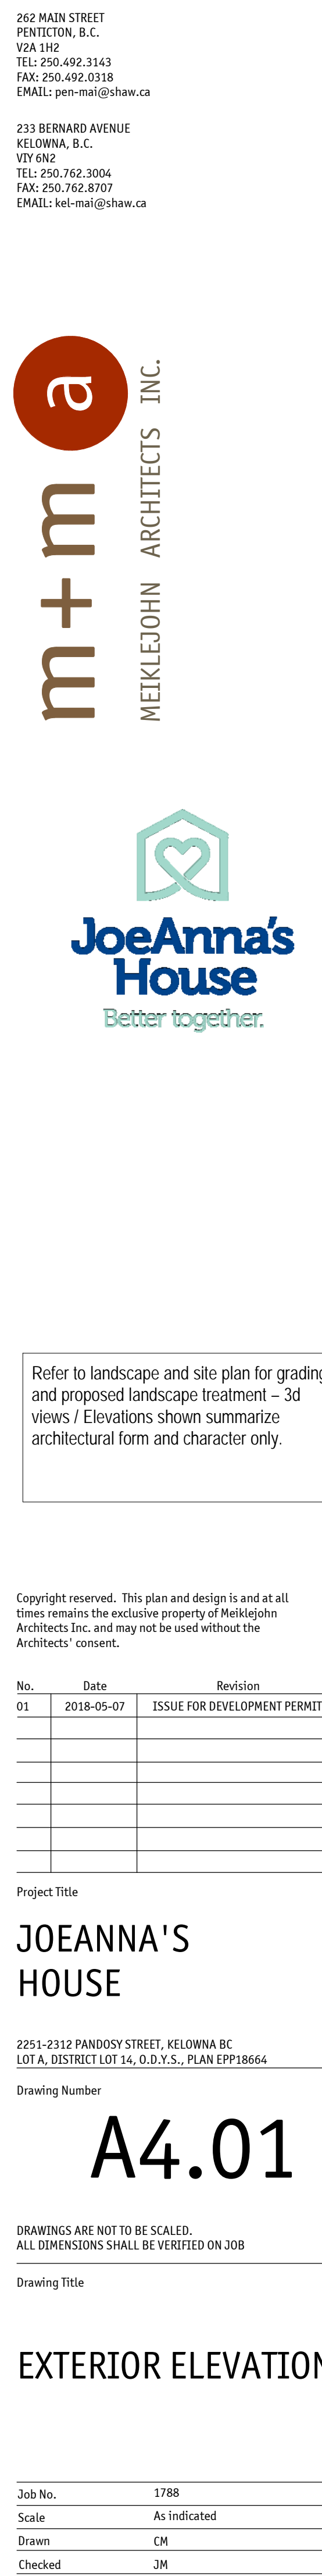 262 MAIN STREET
PENTICTON, B.C.
V2A 1H2
TEL: 250.492.3143
FAX: 250.492.0318
EMAIL: pen-mai@shaw.ca
233 BERNARD AVENUE
KELOWNA, B.C.
VIY 6N2
TEL: 250.762.3004
FAX: 250.762.8707
EMAIL: kel-mai@shaw.ca
m+m a
MEIKLEJOHN ARCHITECTS INC.
JoeAnna's
House
Better together.
Refer to landscape and site plan for grading
and proposed landscape treatment – 3d
views / Elevations shown summarize
architectural form and character only.
Copyright reserved. This plan and design is and at all
times remains the exclusive property of Meiklejohn
Architects Inc. and may not be used without the
Architects' consent.
No. Date Revision
01 2018-05-07 ISSUE FOR DEVELOPMENT PERMIT
Project Title
JOEANNA'S
HOUSE
2251-2312 PANDOSY STREET, KELOWNA BC
LOT A, DISTRICT LOT 14, O.D.Y.S., PLAN EPP18664
Drawing Number
A4.01
DRAWINGS ARE NOT TO BE SCALED.
ALL DIMENSIONS SHALL BE VERIFIED ON JOB
Drawing Title
EXTERIOR ELEVATION
Job No. 1788
Scale As indicated
Drawn CM
Checked JM